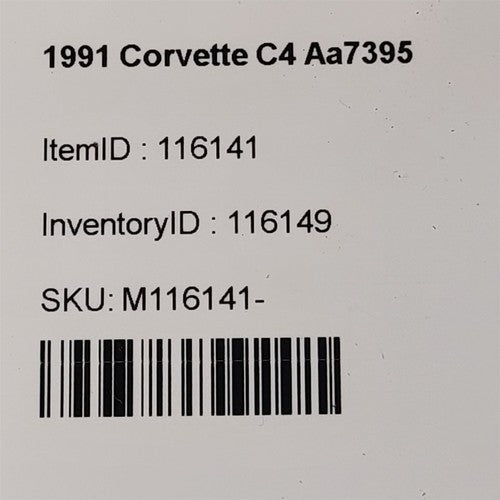 1991 Corvette C4 Aa7395
ItemID : 116141
InventoryID : 116149
SKU: M116141-